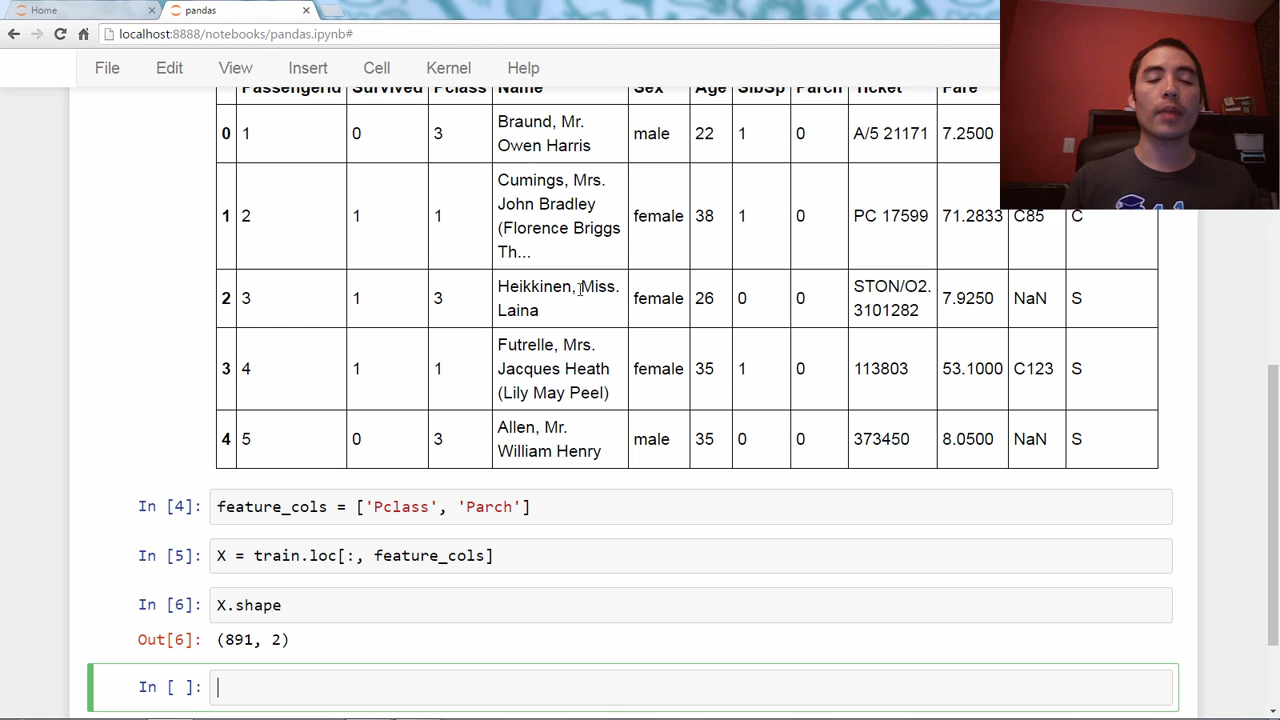 Home
pandas
localhost:8888/notebooks/pandas.ipynb#
File Edit View Insert Cell Kernel Help
PassengerId Survived Pclass Name Sex Age SibSp Parch Ticket Fare
0 1 0 3 Braund, Mr. Owen Harris male 22 1 0 A/5 21171 7.2500
1 2 1 1 Cumings, Mrs. John Bradley (Florence Briggs Th... female 38 1 0 PC 17599 71.2833 C85 C
2 3 1 3 Heikkinen, Miss. Laina female 26 0 0 STON/O2. 3101282 7.9250 NaN S
3 4 1 1 Futrelle, Mrs. Jacques Heath (Lily May Peel) female 35 1 0 113803 53.1000 C123 S
4 5 0 3 Allen, Mr. William Henry male 35 0 0 373450 8.0500 NaN S
In [4]: feature_cols = ['Pclass', 'Parch']
In [5]: X = train.loc[:, feature_cols]
In [6]: X.shape
Out[6]: (891, 2)
In [ ]: